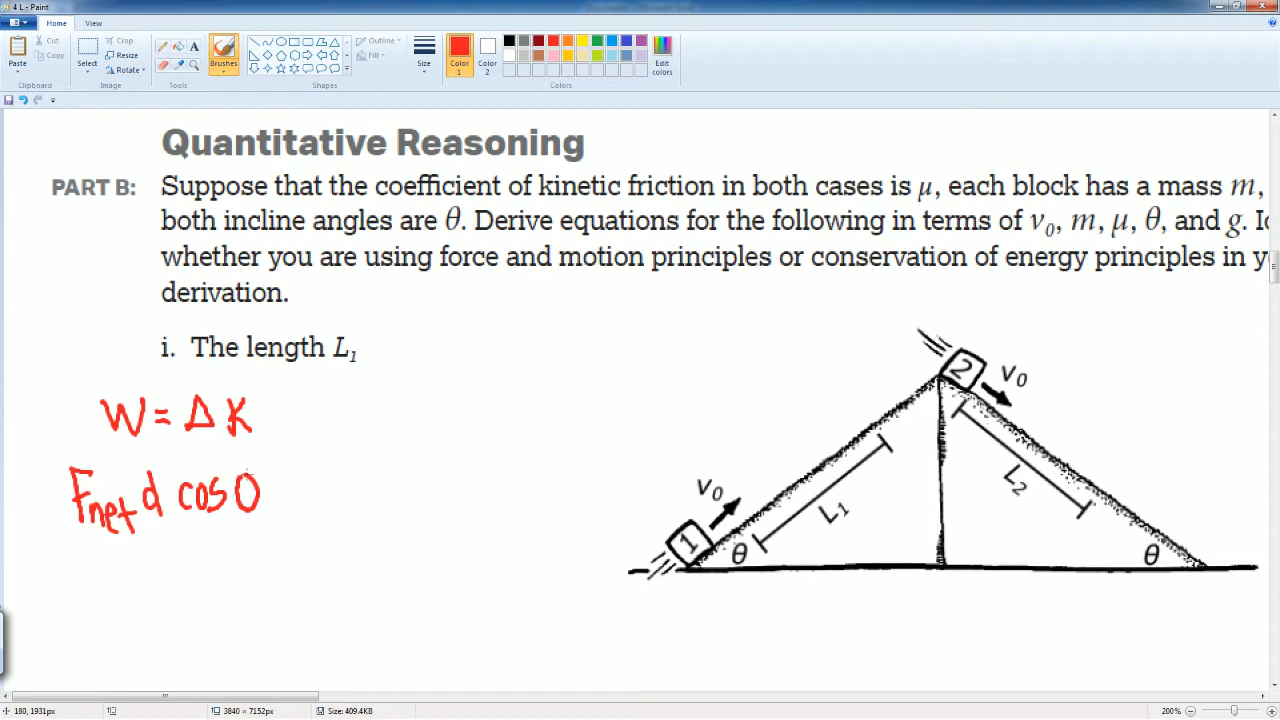 4 L - Paint
Home
View
Paste
Cut
Copy
Clipboard
Select
Crop
Resize
Rotate
Image
A
Tools
Brushes
Outline
Fill
Shapes
Size
Color 1
Color 2
Edit colors
Colors
Quantitative Reasoning
PART B: Suppose that the coefficient of kinetic friction in both cases is μ, each block has a mass m,
both incline angles are θ. Derive equations for the following in terms of v₀, m, μ, θ, and g. Id
whether you are using force and motion principles or conservation of energy principles in y
derivation.
i. The length L₁
W = Δ K
F_net d cos 0
2
v₀
v₀
L₁
L₂
1
θ
θ
180, 1931px
3840 × 7152px
Size: 409.4KB
200%